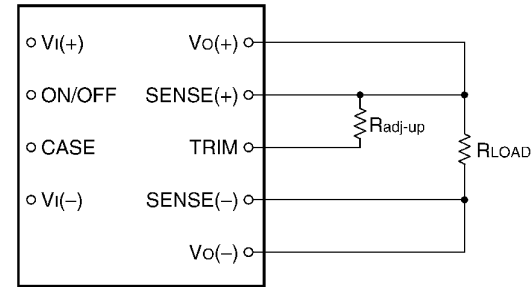 VI(+) VO(+)
ON/OFF SENSE(+)
Radj-up
CASE TRIM
RLOAD
VI(–) SENSE(–)
VO(–)